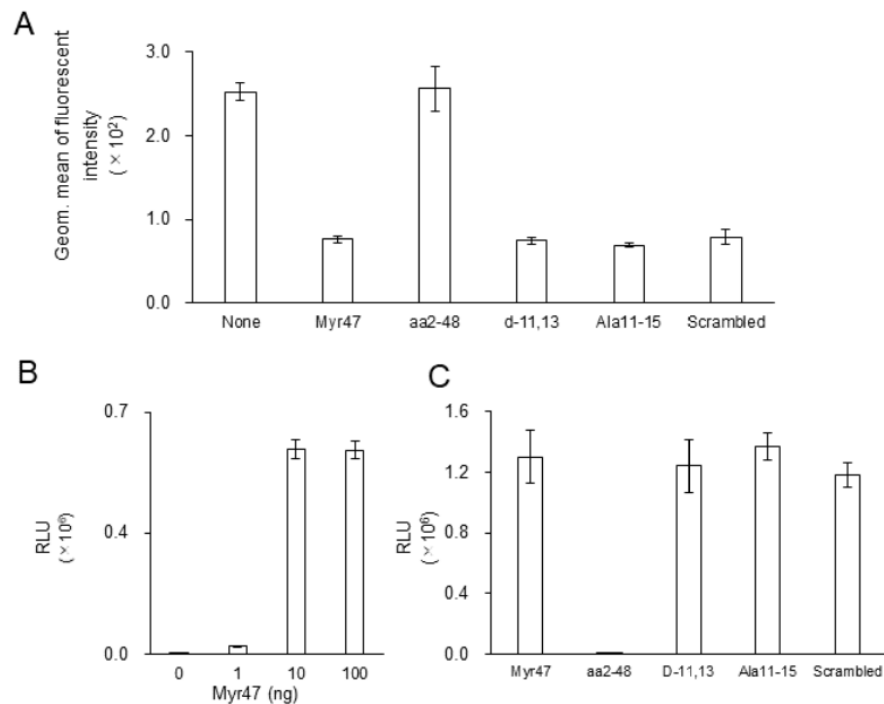 A
Geom. mean of fluorescent
intensity
(×10²)
3.0
2.0
1.0
0.0
None Myr47 aa2-48 d-11,13 Ala11-15 Scrambled
B
RLU
(×10⁶)
0.7
0.4
0.0
0 1 10 100
Myr47 (ng)
C
RLU
(×10⁶)
1.6
1.2
0.8
0.4
0.0
Myr47 aa2-48 D-11,13 Ala11-15 Scrambled